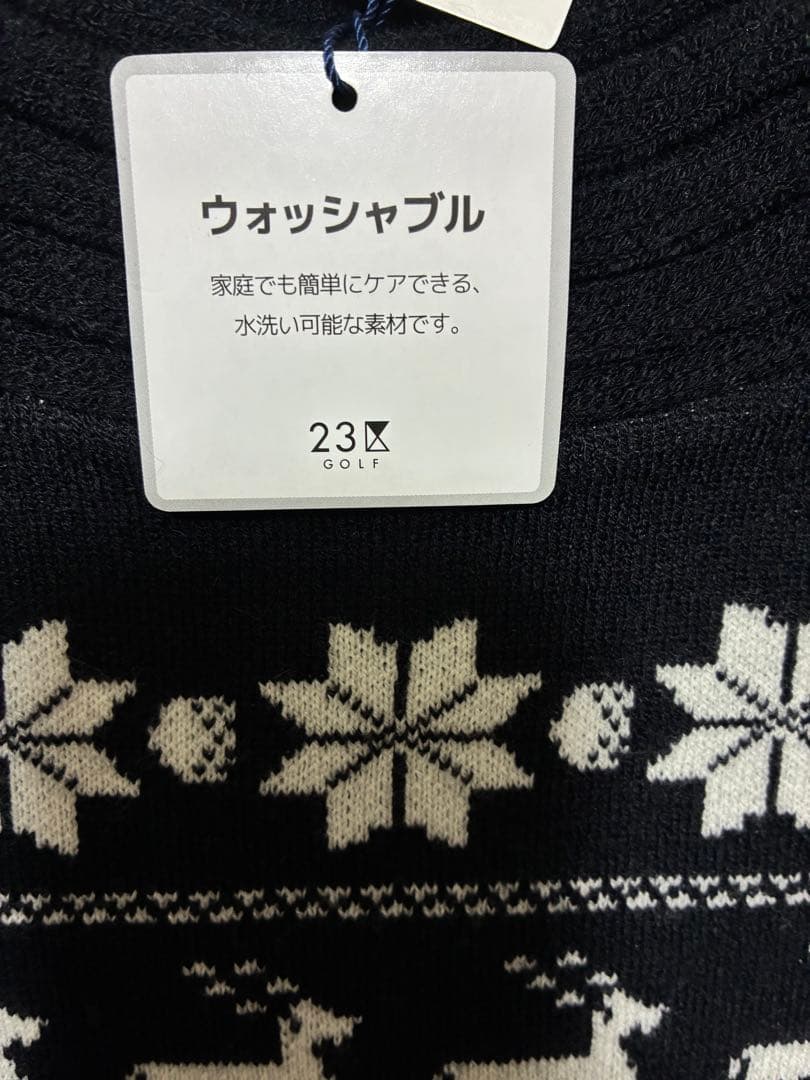 ウォッシャブル
家庭でも簡単にケアできる、
水洗い可能な素材です。
23区
GOLF